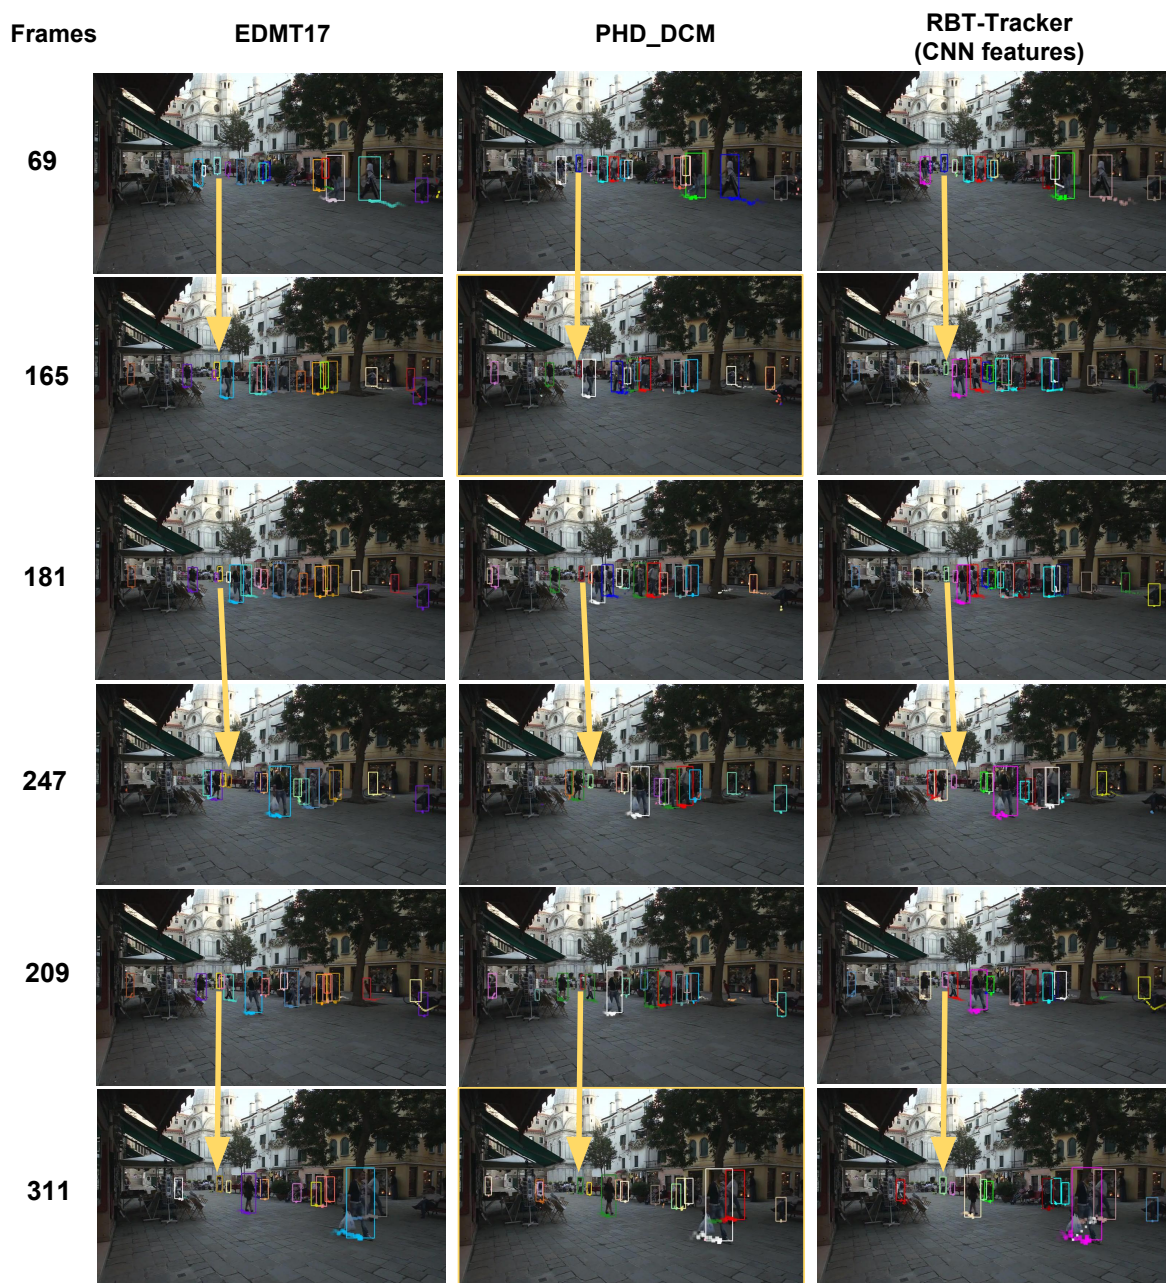 Frames
EDMT17
PHD_DCM
RBT-Tracker
(CNN features)
69
165
181
247
209
311